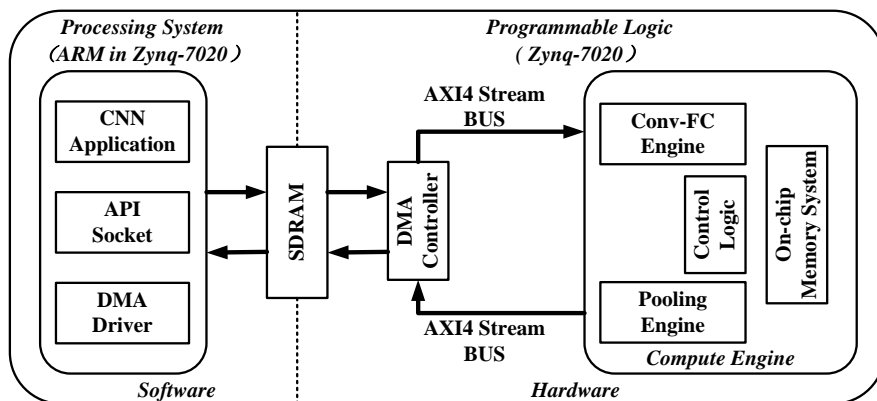 Processing System
（ARM in Zynq-7020）
Programmable Logic
( Zynq-7020）
CNN
Application
API
Socket
DMA
Driver
Software
SDRAM
DMA
Controller
AXI4 Stream
BUS
AXI4 Stream
BUS
Conv-FC
Engine
Control
Logic
On-chip
Memory System
Pooling
Engine
Compute Engine
Hardware